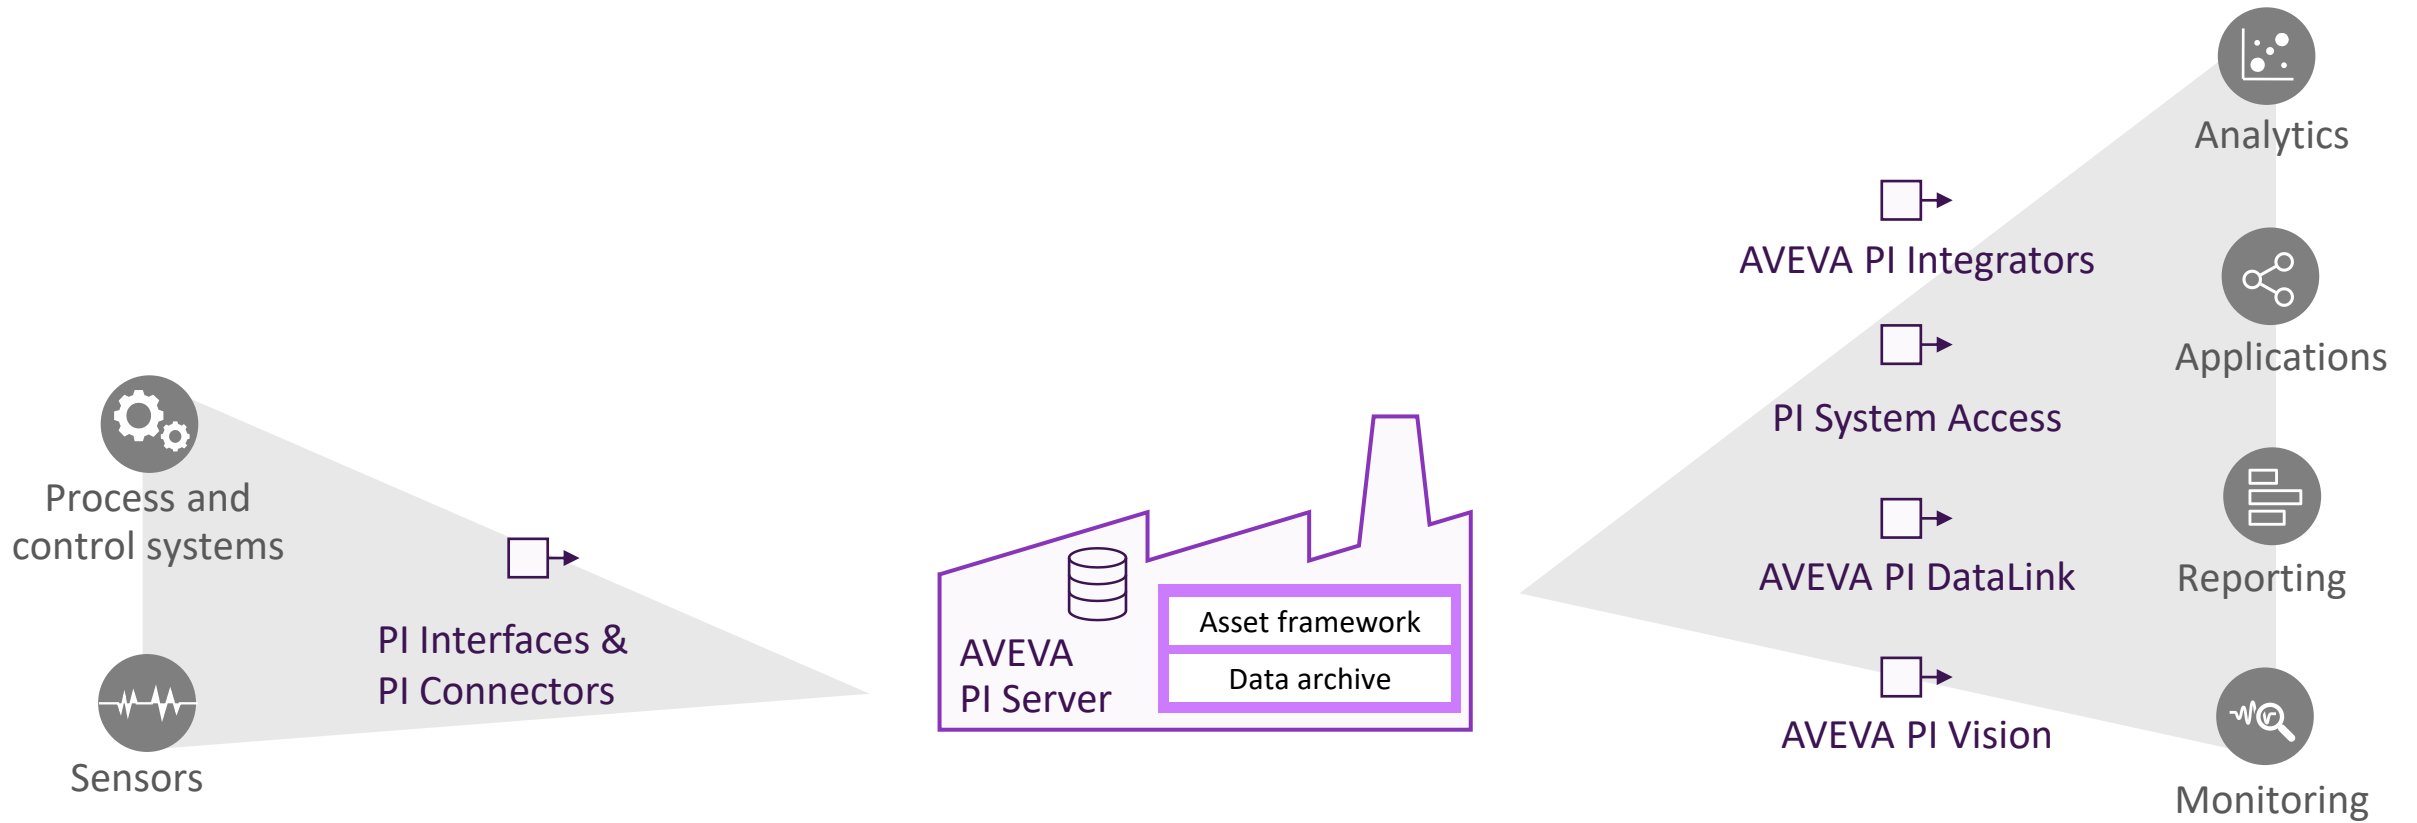 Process and
control systems
Sensors
PI Interfaces &
PI Connectors
AVEVA
PI Server
Asset framework
Data archive
AVEVA PI Integrators
PI System Access
AVEVA PI DataLink
AVEVA PI Vision
Analytics
Applications
Reporting
Monitoring